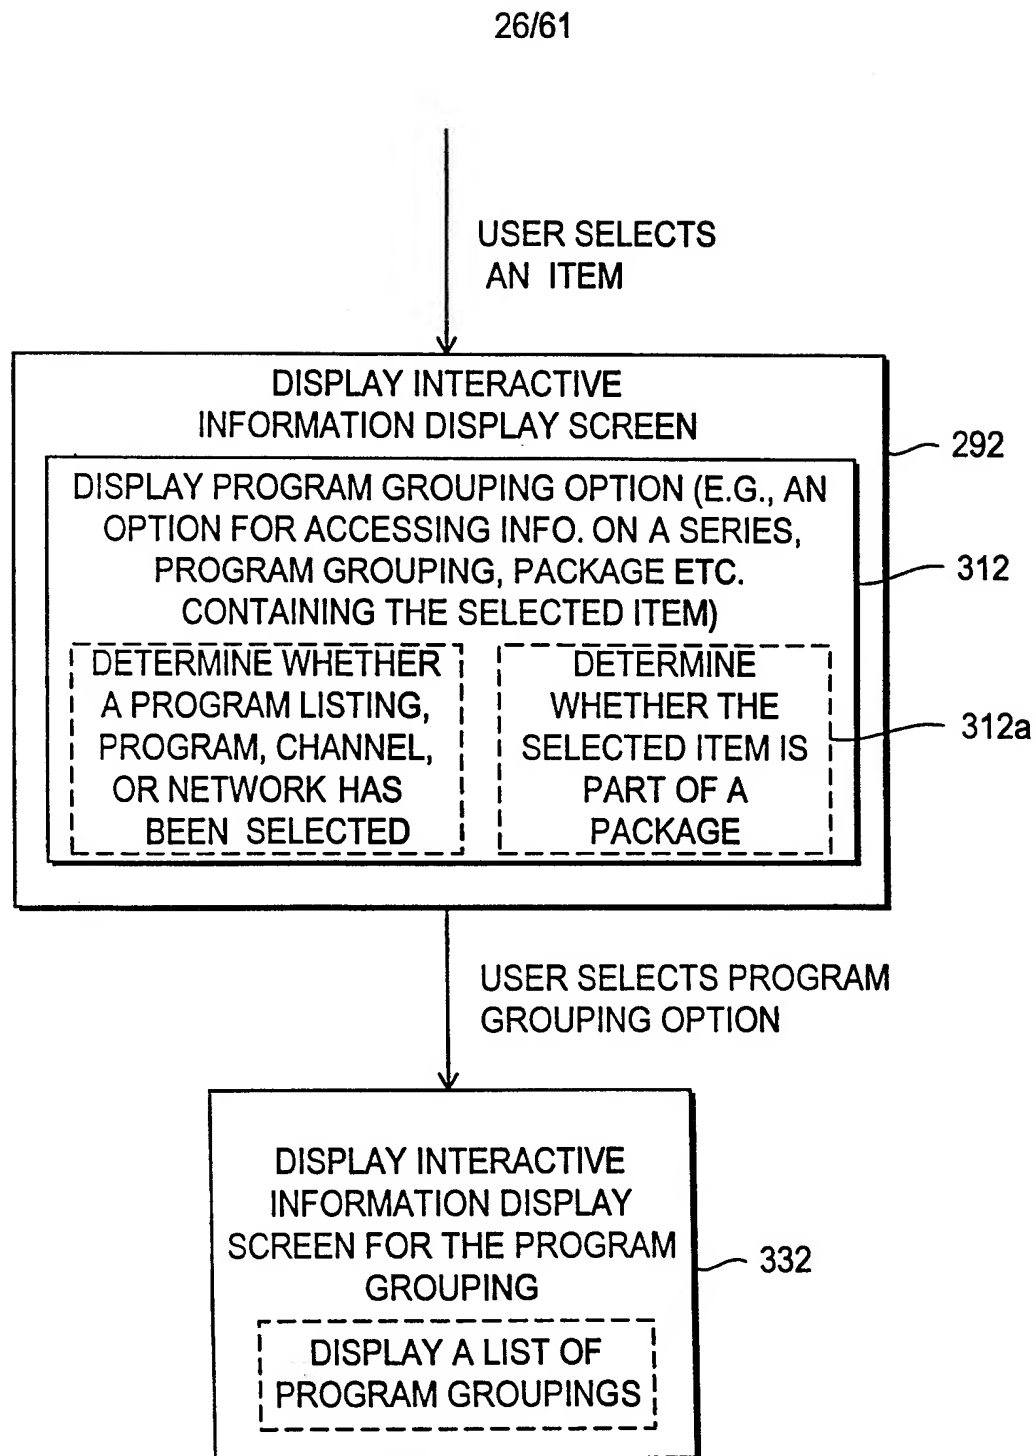 26/61
USER SELECTS
AN ITEM
DISPLAY INTERACTIVE
INFORMATION DISPLAY SCREEN
292
DISPLAY PROGRAM GROUPING OPTION (E.G., AN
OPTION FOR ACCESSING INFO. ON A SERIES,
PROGRAM GROUPING, PACKAGE ETC.
CONTAINING THE SELECTED ITEM)
312
DETERMINE WHETHER
A PROGRAM LISTING,
PROGRAM, CHANNEL,
OR NETWORK HAS
BEEN SELECTED
DETERMINE
WHETHER THE
SELECTED ITEM IS
PART OF A
PACKAGE
312a
USER SELECTS PROGRAM
GROUPING OPTION
DISPLAY INTERACTIVE
INFORMATION DISPLAY
SCREEN FOR THE PROGRAM
GROUPING
332
DISPLAY A LIST OF
PROGRAM GROUPINGS